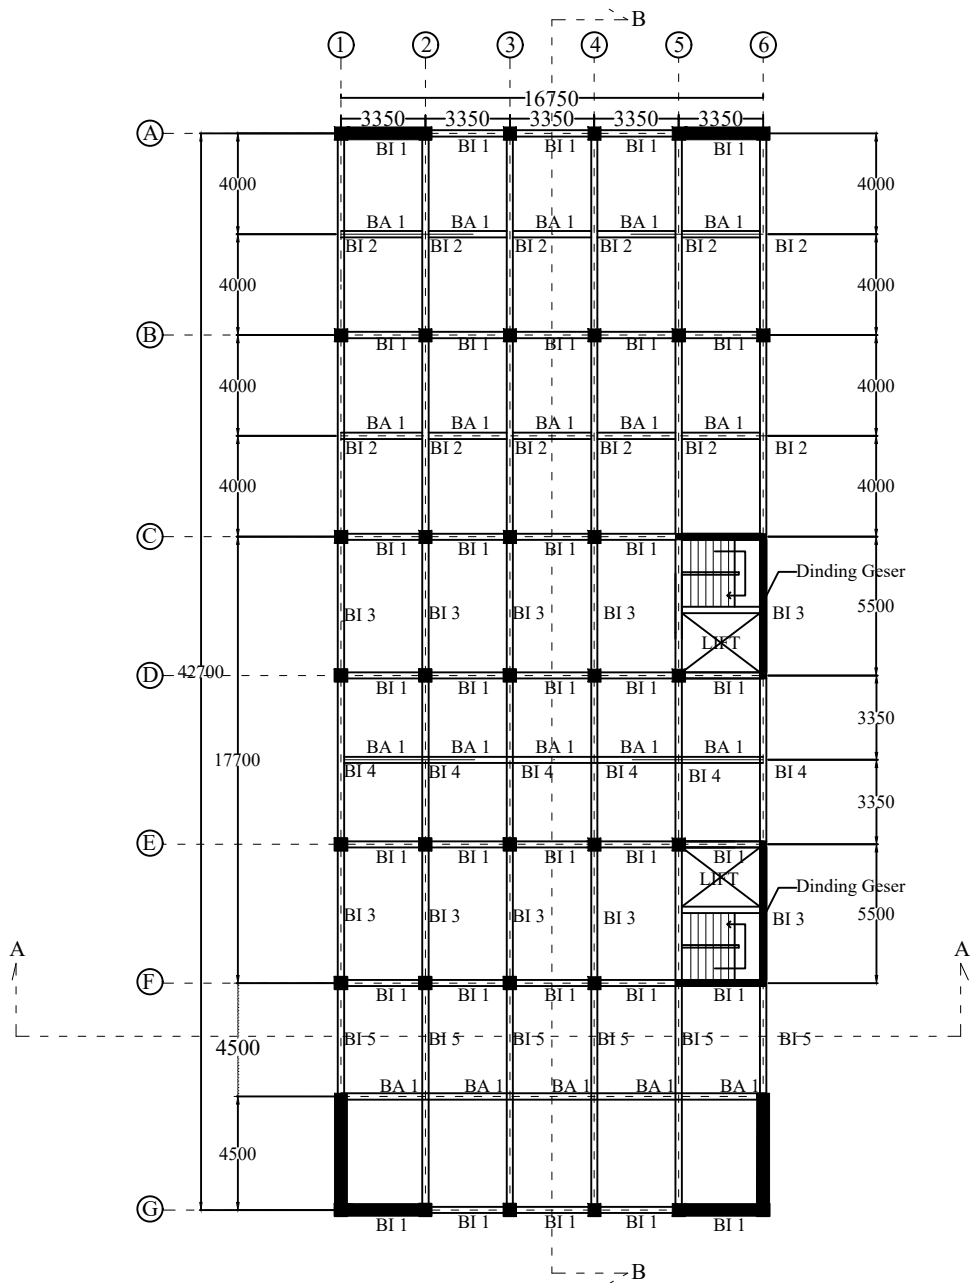 B
1 2 3 4 5 6
16750
3350 3350 3350 3350 3350
A
BI 1 BI 1 BI 1 BI 1 BI 1
4000 4000
BA 1 BA 1 BA 1 BA 1 BA 1
BI 2 BI 2 BI 2 BI 2 BI 2 BI 2
4000 4000
B
BI 1 BI 1 BI 1 BI 1 BI 1
4000 4000
BA 1 BA 1 BA 1 BA 1 BA 1
BI 2 BI 2 BI 2 BI 2 BI 2 BI 2
4000 4000
C
BI 1 BI 1 BI 1 BI 1
Dinding Geser
5500
BI 3 BI 3 BI 3 BI 3 BI 3
LIFT
D
42700
BI 1 BI 1 BI 1 BI 1 BI 1
3350
BA 1 BA 1 BA 1 BA 1 BA 1
17700
BI 4 BI 4 BI 4 BI 4 BI 4 BI 4
3350
E
BI 1 BI 1 BI 1 BI 1 BI 1
LIFT
Dinding Geser
BI 3 BI 3 BI 3 BI 3 BI 3
5500
A A
F
BI 1 BI 1 BI 1 BI 1 BI 1
BI 5 BI 5 BI 5 BI 5 BI 5 BI 5
4500
BA 1 BA 1 BA 1 BA 1 BA 1
4500
G
BI 1 BI 1 BI 1 BI 1 BI 1
B